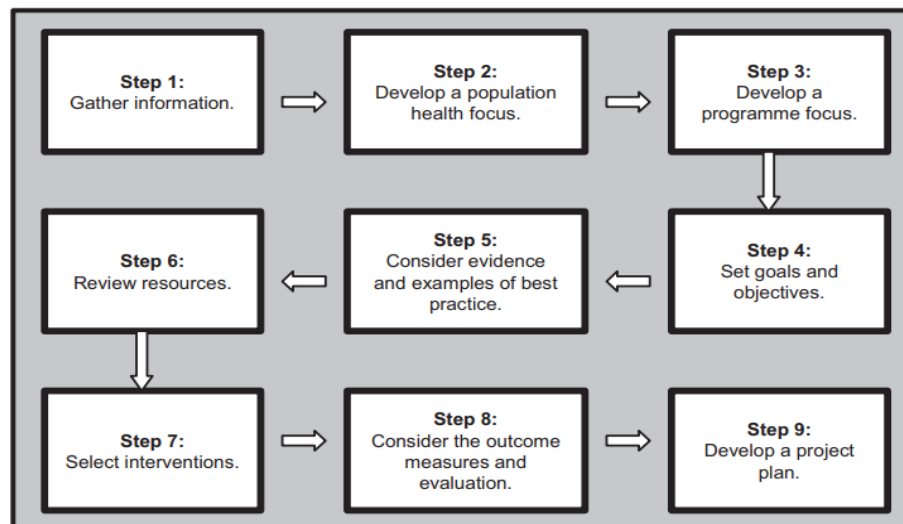 Step 1:
Gather information.
Step 2:
Develop a population
health focus.
Step 3:
Develop a
programme focus.
Step 4:
Set goals and
objectives.
Step 5:
Consider evidence
and examples of best
practice.
Step 6:
Review resources.
Step 7:
Select interventions.
Step 8:
Consider the outcome
measures and
evaluation.
Step 9:
Develop a project
plan.